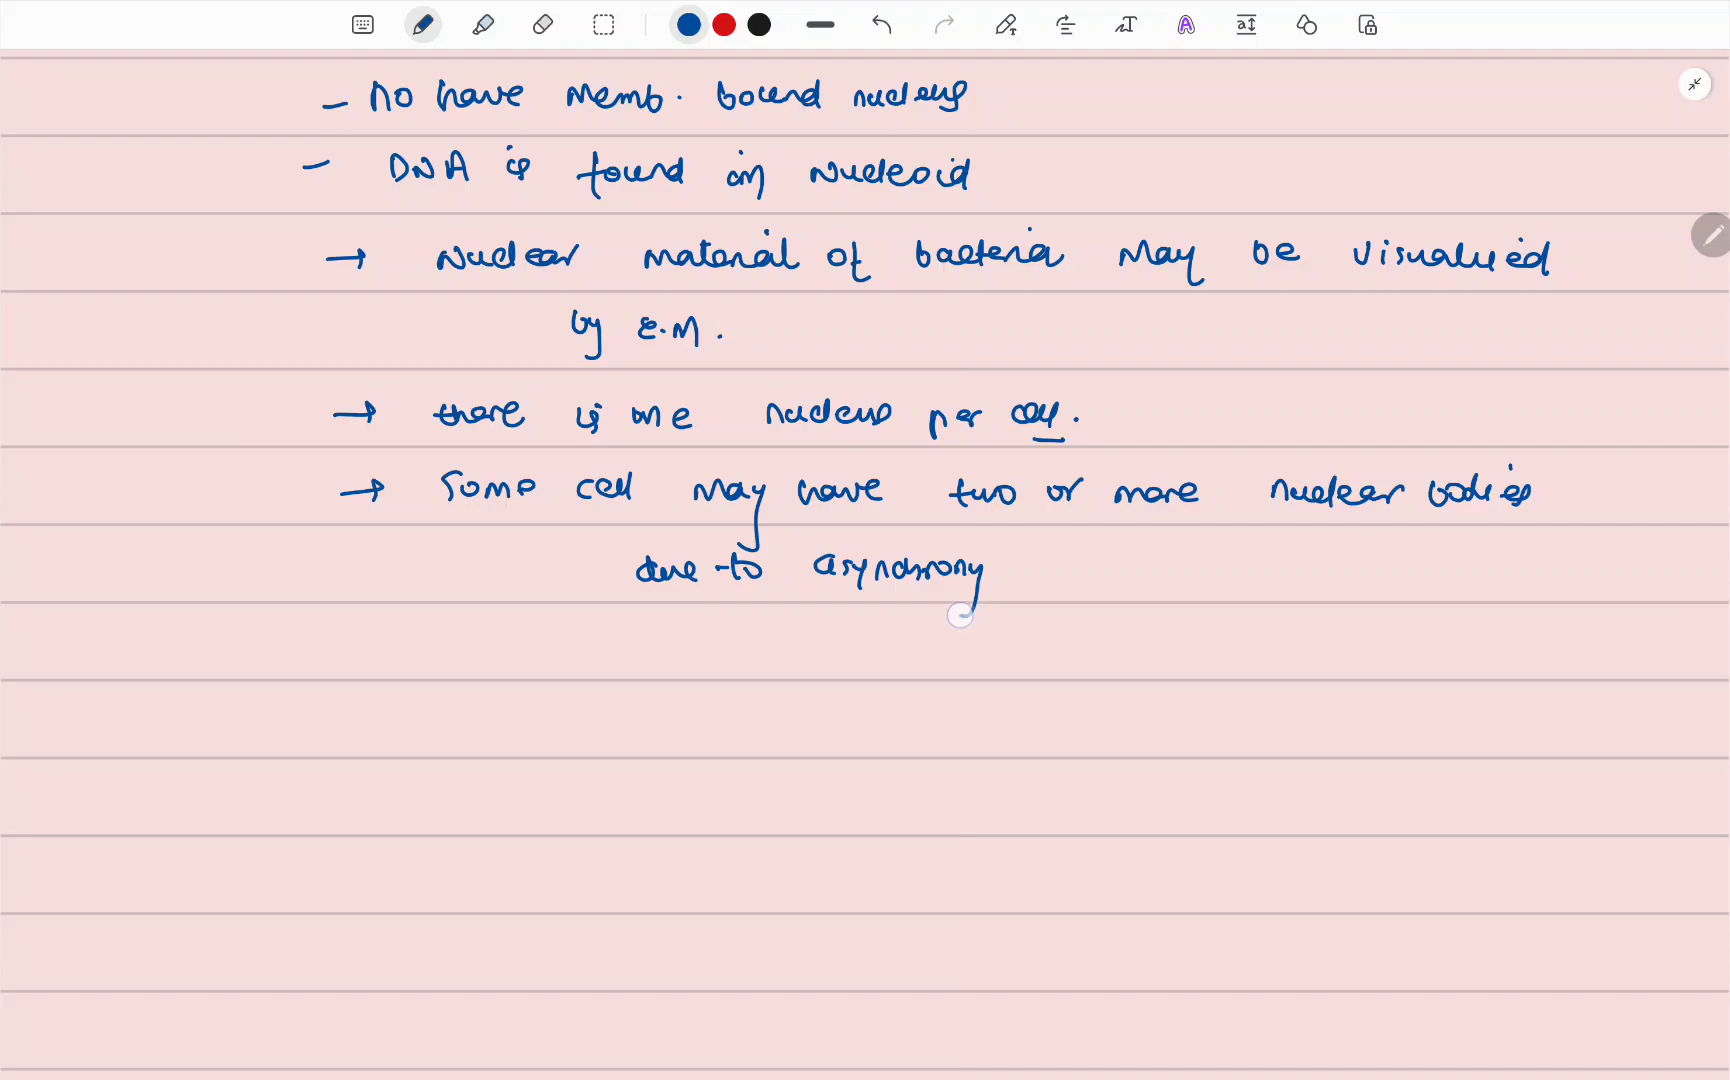 - No have Memb. bound nucleus
- DNA is found in Nucleoid
→ Nuclear material of bacteria May be visualized
by E.M.
→ there is one nucleus per cell.
→ Some cell may have two or more nuclear bodies
due to asynchrony